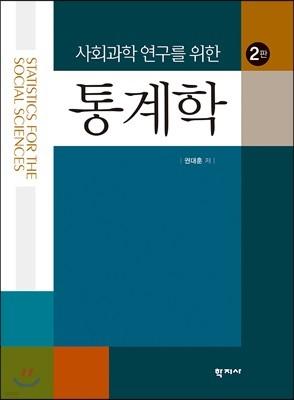 STATISTICS FOR THE
SOCIAL SCIENCES
사회과학 연구를 위한
2판
통계학
| 권대훈 저 |
학지사